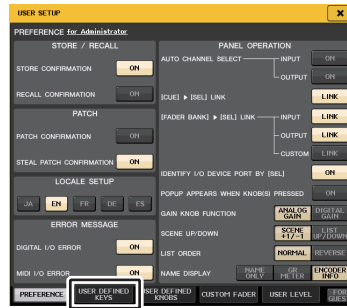 USER SETUP
PREFERENCE for Administrator
STORE / RECALL
STORE CONFIRMATION ON
RECALL CONFIRMATION ON
PATCH
PATCH CONFIRMATION ON
STEAL PATCH CONFIRMATION ON
LOCALE SETUP
JA EN FR DE ES
ERROR MESSAGE
DIGITAL I/O ERROR ON
MIDI I/O ERROR ON
PANEL OPERATION
AUTO CHANNEL SELECT INPUT ON
OUTPUT ON
[CUE] ▶ [SEL] LINK LINK
[FADER BANK] ▶ [SEL] LINK INPUT LINK
OUTPUT LINK
CUSTOM LINK
IDENTIFY I/O DEVICE PORT BY [SEL] ON
POPUP APPEARS WHEN KNOB(S) PRESSED ON
GAIN KNOB FUNCTION ANALOG GAIN DIGITAL GAIN
SCENE UP/DOWN SCENE +1/-1 LIST UP/DOWN
LIST ORDER NORMAL REVERSE
NAME DISPLAY NAME ONLY GR METER ENCODER INFO
PREFERENCE USER DEFINED KEYS USER DEFINED KNOBS CUSTOM FADER USER LEVEL FOR